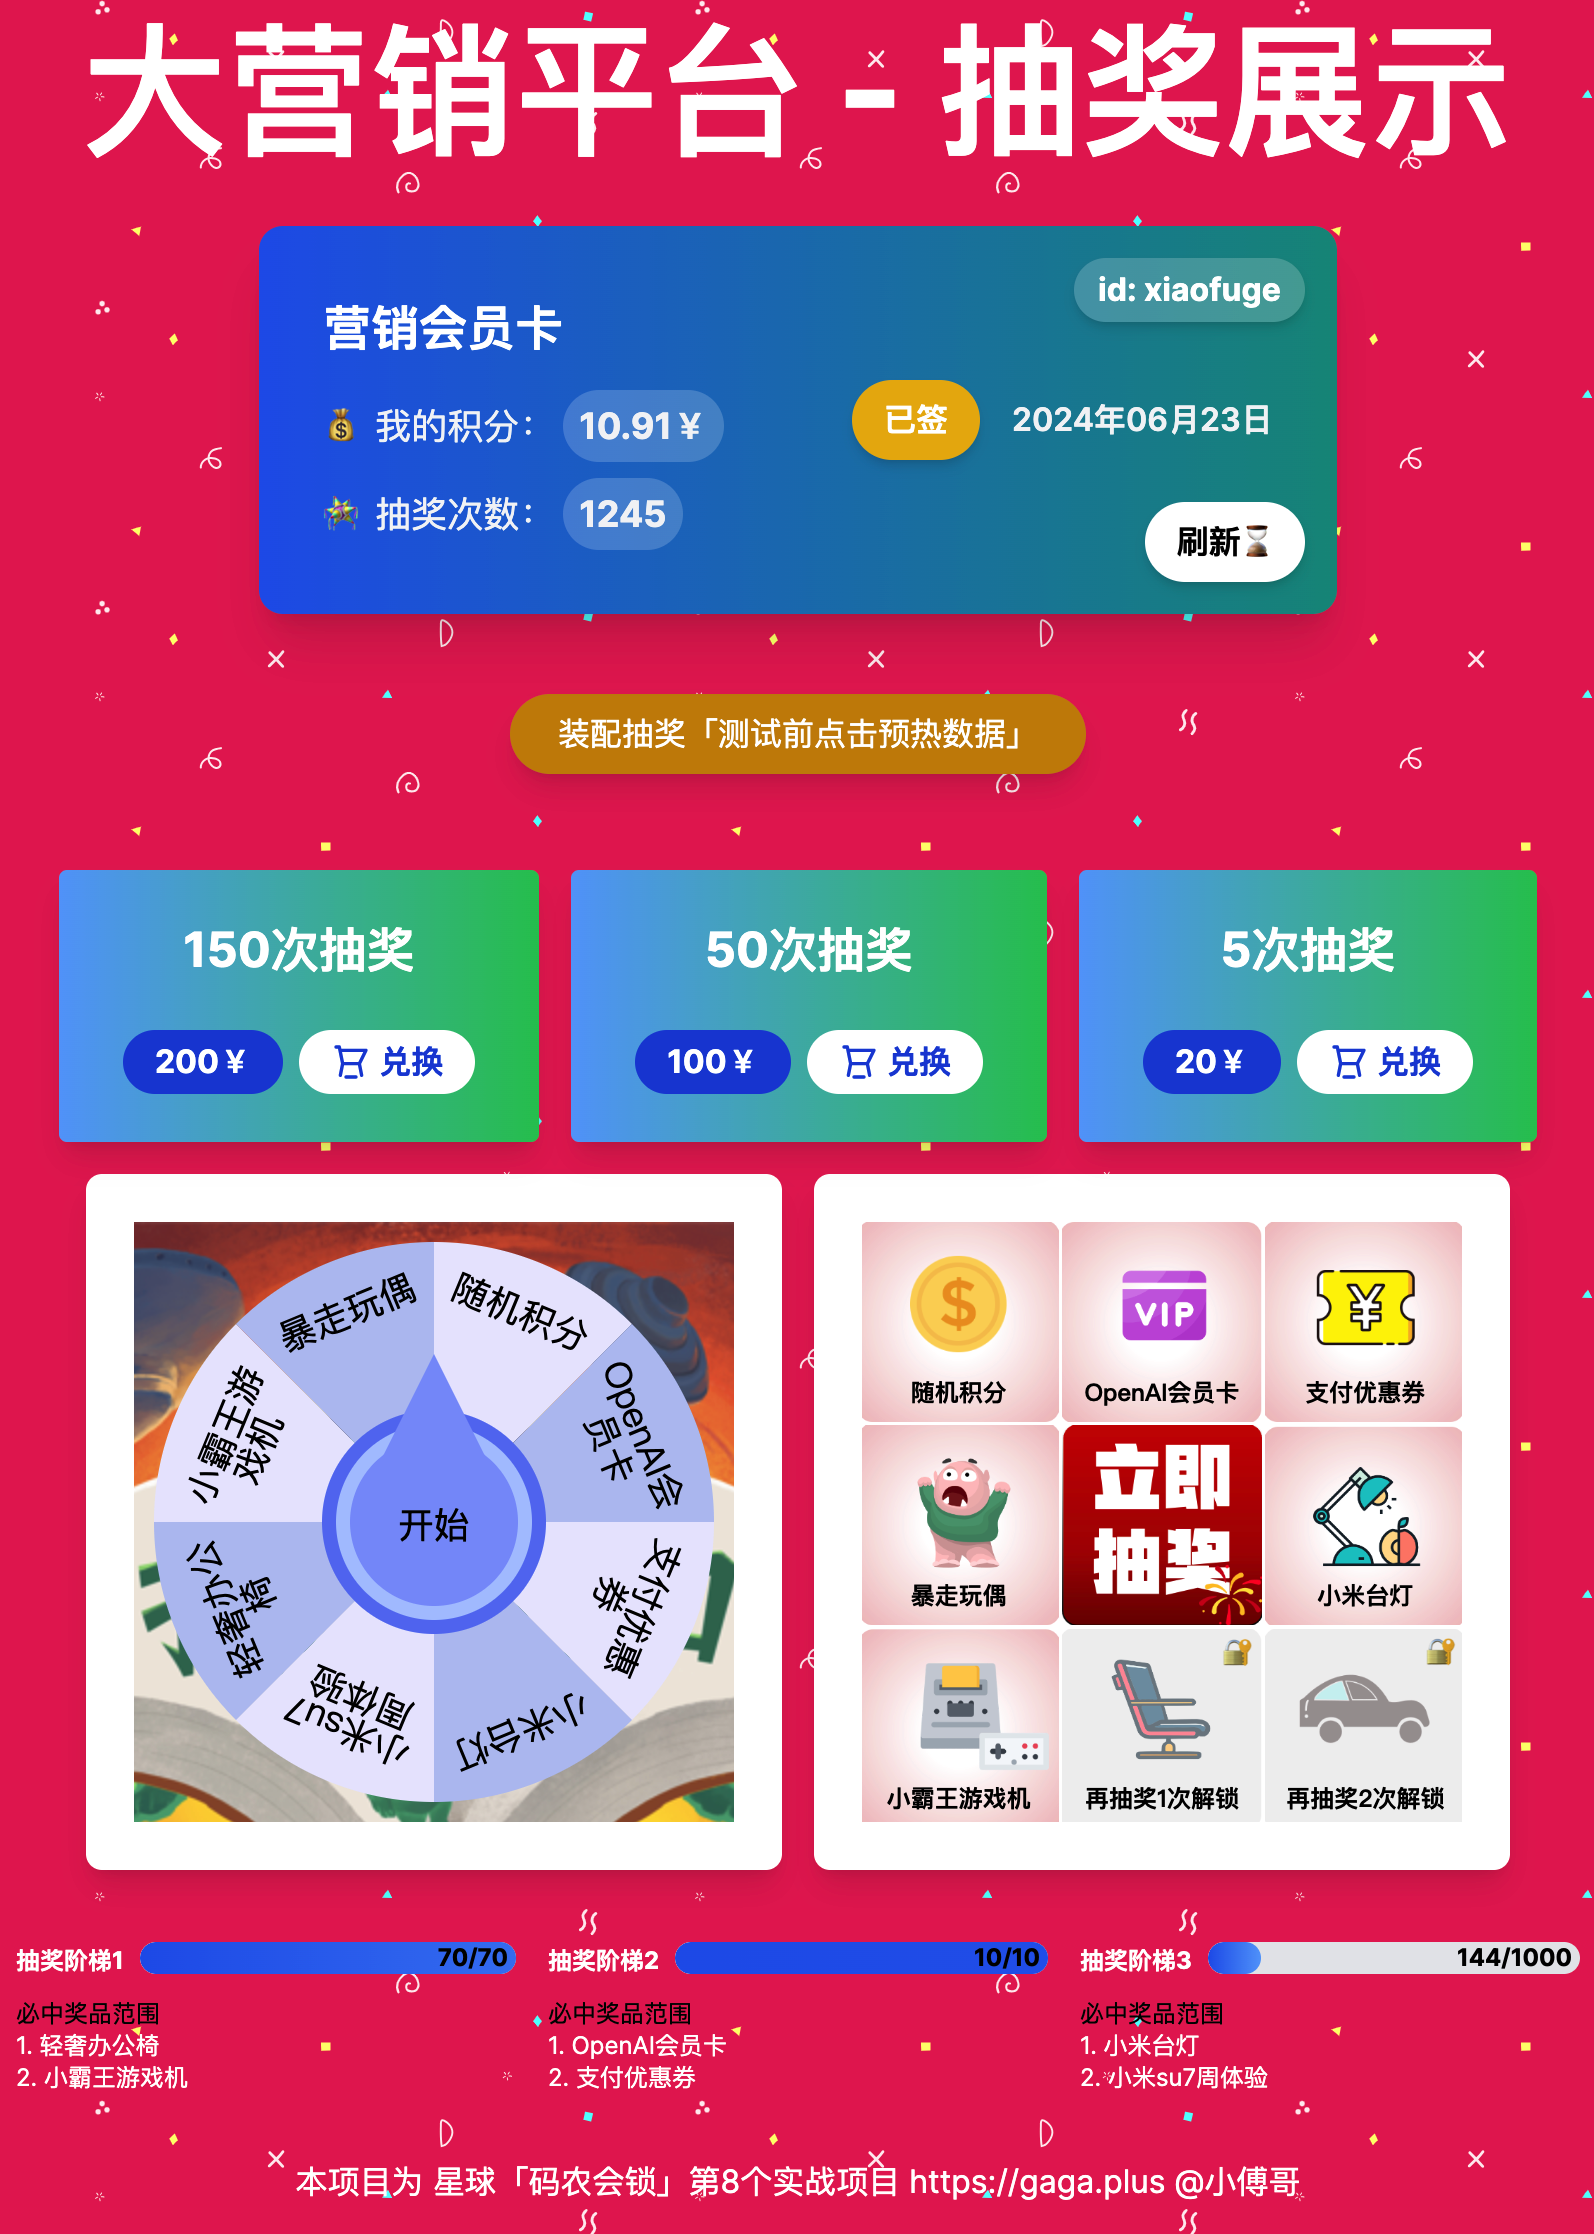 大营销平台 - 抽奖展示
id: xiaofuge
营销会员卡
💰 我的积分： 10.91 ¥
已签 2024年06月23日
抽奖次数： 1245
刷新⏳
装配抽奖「测试前点击预热数据」
150次抽奖
200 ¥ 兑换
50次抽奖
100 ¥ 兑换
5次抽奖
20 ¥ 兑换
随机积分
OpenAI会
员卡
支付优惠
券
小米台灯
小米su7
周体验
轻奢办公
椅
小霸王游
戏机
暴走玩偶
开始
$
随机积分
VIP
OpenAI会员卡
¥
支付优惠券
暴走玩偶
立即
抽奖
小米台灯
小霸王游戏机
再抽奖1次解锁
再抽奖2次解锁
抽奖阶梯1 70/70
必中奖品范围
1. 轻奢办公椅
2. 小霸王游戏机
抽奖阶梯2 10/10
必中奖品范围
1. OpenAI会员卡
2. 支付优惠券
抽奖阶梯3 144/1000
必中奖品范围
1. 小米台灯
2. 小米su7周体验
本项目为 星球「码农会锁」第8个实战项目 https://gaga.plus @小傅哥